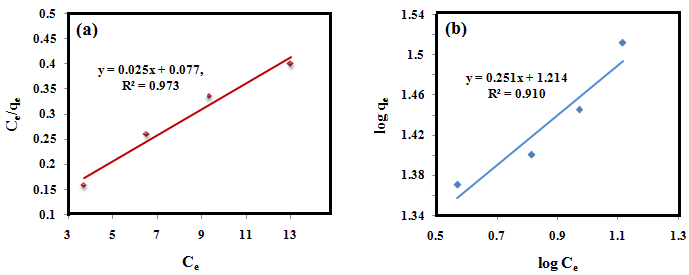 (a)
y = 0.025x + 0.077,
R² = 0.973
Cₑ/qₑ
0.5
0.45
0.4
0.35
0.3
0.25
0.2
0.15
0.1
3 5 7 9 11 13
Cₑ
(b)
y = 0.251x + 1.214
R² = 0.910
log qₑ
1.54
1.5
1.46
1.42
1.38
1.34
0.5 0.7 0.9 1.1 1.3
log Cₑ